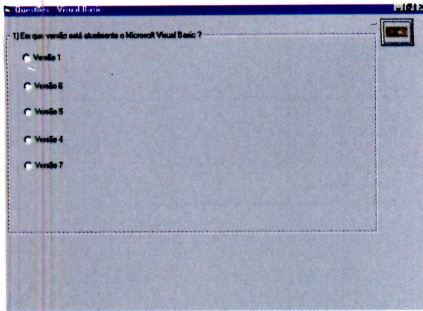 Questões - Visual Basic
1) Em que versão está atualmente o Microsoft Visual Basic ?
Versão 1
Versão 6
Versão 5
Versão 4
Versão 7